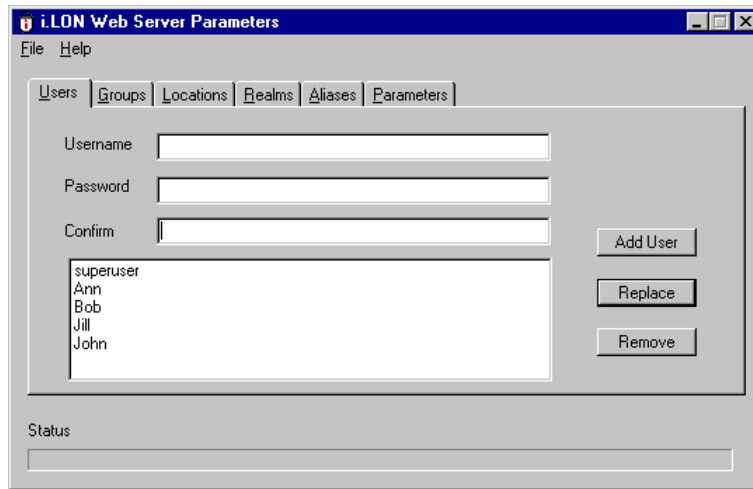 i.LON Web Server Parameters
File Help
Users Groups Locations Realms Aliases Parameters
Username
Password
Confirm
Add User
superuser
Ann
Replace
Bob
Jill
John
Remove
Status